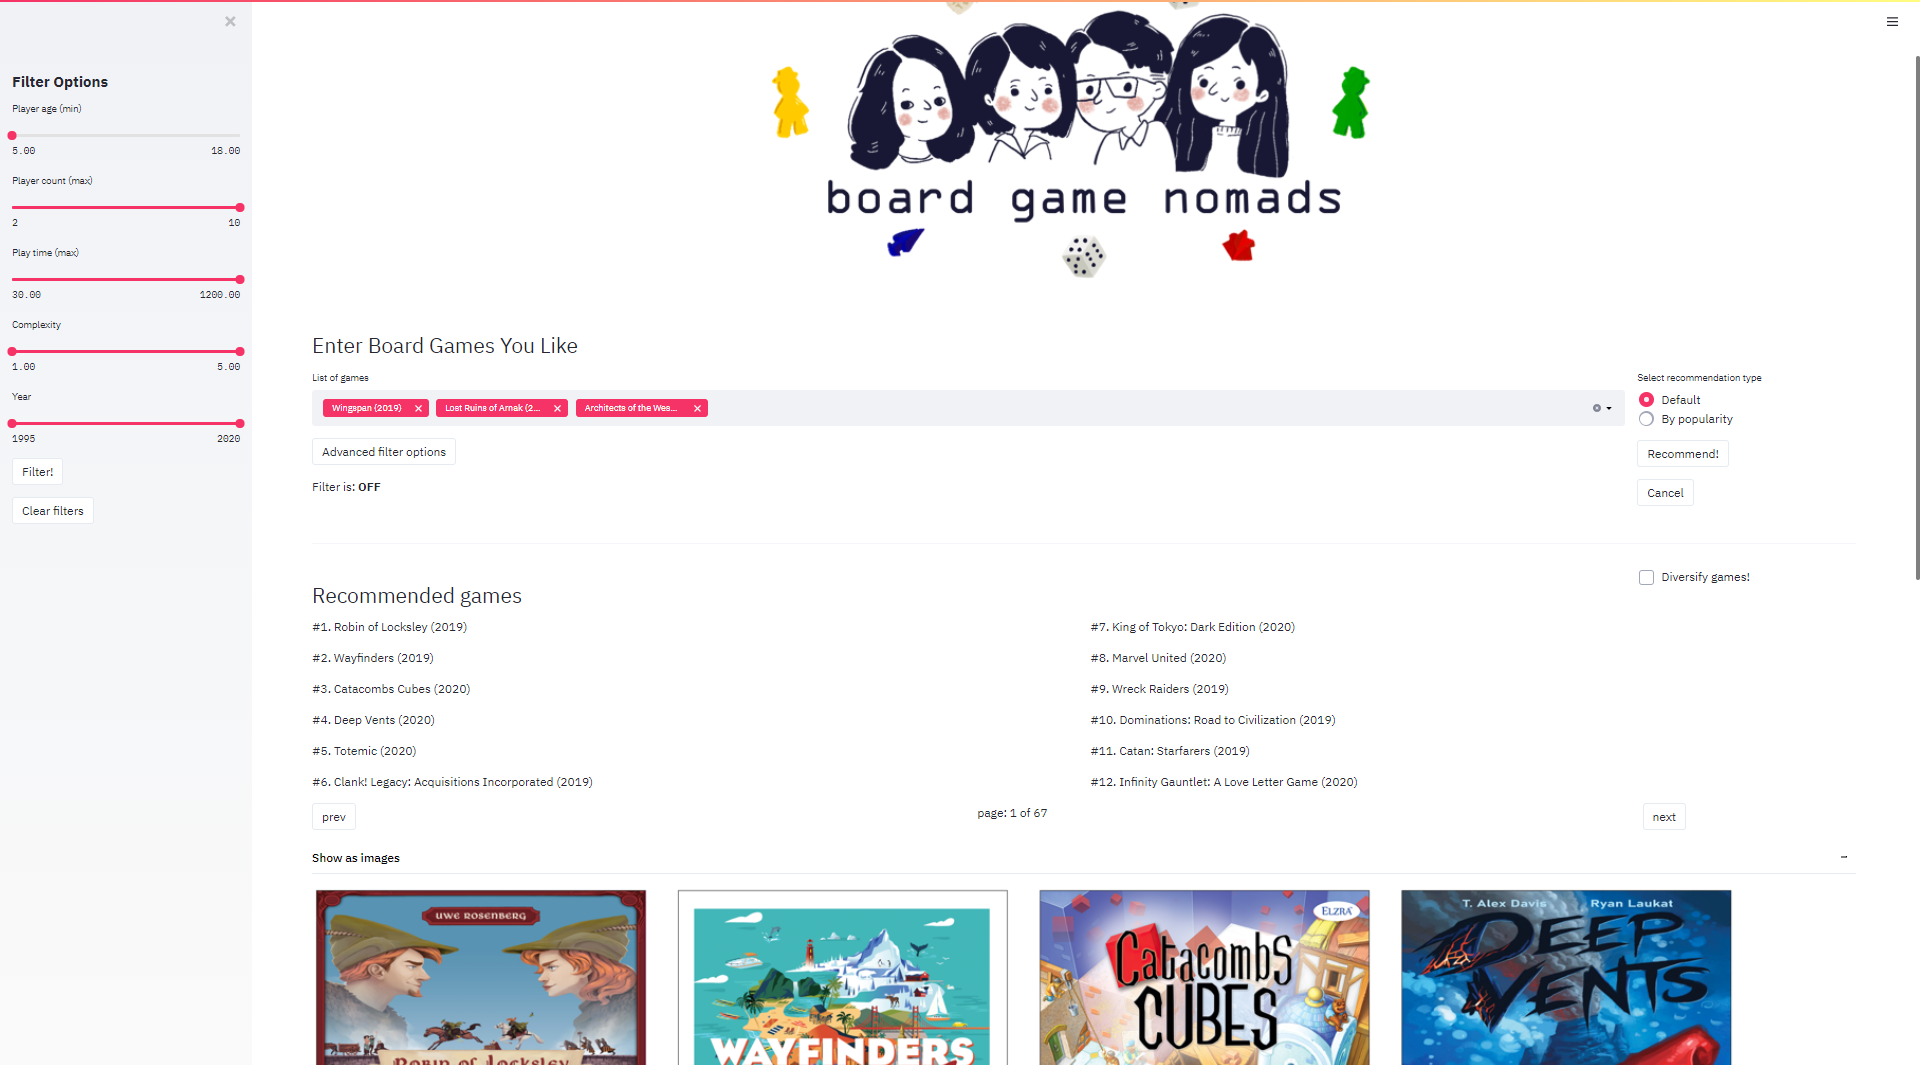 Filter Options
Player age (min)
5.00 18.00
Player count (max)
2 10
Play time (max)
30.00 1200.00
Complexity
1.00 5.00
Year
1995 2020
Filter!
Clear filters
board game nomads
Enter Board Games You Like
List of games
Wingspan (2019)
Lost Ruins of Arnak (2...
Architects of the Wes...
Advanced filter options
Filter is: OFF
Select recommendation type
Default
By popularity
Recommend!
Cancel
Diversify games!
Recommended games
#1. Robin of Locksley (2019)
#2. Wayfinders (2019)
#3. Catacombs Cubes (2020)
#4. Deep Vents (2020)
#5. Totemic (2020)
#6. Clank! Legacy: Acquisitions Incorporated (2019)
#7. King of Tokyo: Dark Edition (2020)
#8. Marvel United (2020)
#9. Wreck Raiders (2019)
#10. Dominations: Road to Civilization (2019)
#11. Catan: Starfarers (2019)
#12. Infinity Gauntlet: A Love Letter Game (2020)
prev
page: 1 of 67
next
Show as images
UWE ROSENBERG
Robin of Locksley
WAYFINDERS
ELZRA
Catacombs
CUBES
T. Alex Davis Ryan Laukat
DEEP
VENTS